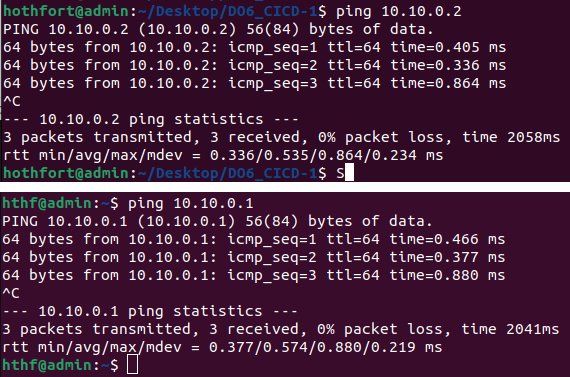 hothfort@admin:~/Desktop/DO6_CICD-1$ ping 10.10.0.2
PING 10.10.0.2 (10.10.0.2) 56(84) bytes of data.
64 bytes from 10.10.0.2: icmp_seq=1 ttl=64 time=0.405 ms
64 bytes from 10.10.0.2: icmp_seq=2 ttl=64 time=0.336 ms
64 bytes from 10.10.0.2: icmp_seq=3 ttl=64 time=0.864 ms
^C
--- 10.10.0.2 ping statistics ---
3 packets transmitted, 3 received, 0% packet loss, time 2058ms
rtt min/avg/max/mdev = 0.336/0.535/0.864/0.234 ms
hothfort@admin:~/Desktop/DO6_CICD-1$ S
hthf@admin:~$ ping 10.10.0.1
PING 10.10.0.1 (10.10.0.1) 56(84) bytes of data.
64 bytes from 10.10.0.1: icmp_seq=1 ttl=64 time=0.466 ms
64 bytes from 10.10.0.1: icmp_seq=2 ttl=64 time=0.377 ms
64 bytes from 10.10.0.1: icmp_seq=3 ttl=64 time=0.880 ms
^C
--- 10.10.0.1 ping statistics ---
3 packets transmitted, 3 received, 0% packet loss, time 2041ms
rtt min/avg/max/mdev = 0.377/0.574/0.880/0.219 ms
hthf@admin:~$